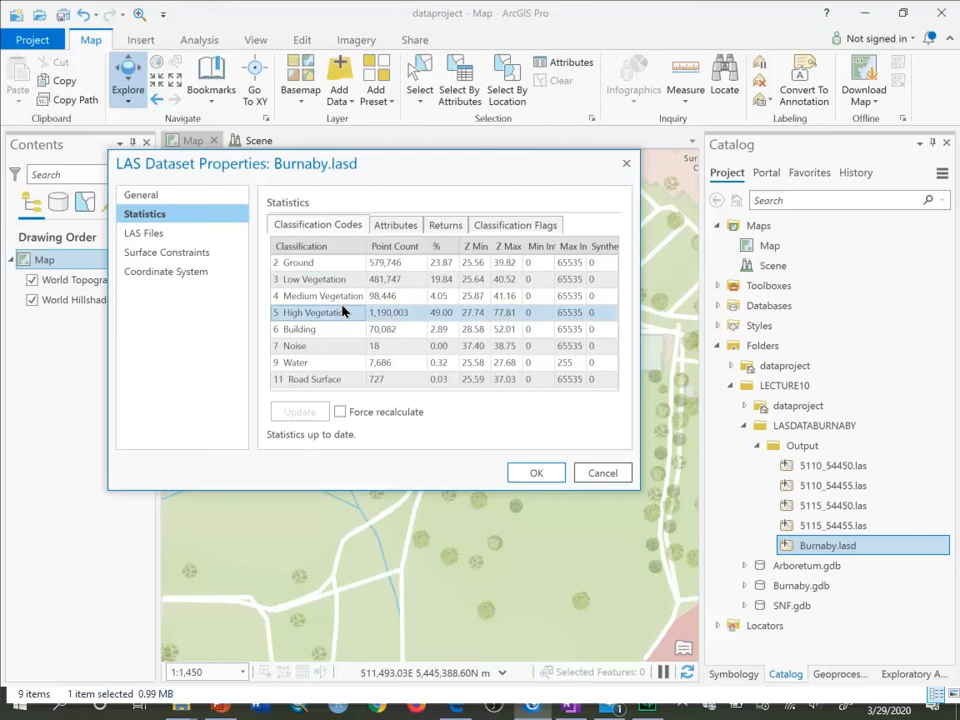 dataproject - Map - ArcGIS Pro
?
Project Map Insert Analysis View Edit Imagery Share
Not signed in
Paste
Cut
Copy
Copy Path
Clipboard
Explore
Bookmarks
Go To XY
Navigate
Basemap
Add Data
Add Preset
Layer
Select
Select By Attributes
Select By Location
Attributes
Clear
Selection
Infographics
Measure
Locate
Inquiry
Convert To Annotation
Labeling
Download Map
Offline
Contents
Search
Drawing Order
Map
World Topogra
World Hillshad
Map Scene
LAS Dataset Properties: Burnaby.lasd
General
Statistics
LAS Files
Surface Constraints
Coordinate System
Statistics
Classification Codes Attributes Returns Classification Flags
Classification Point Count % Z Min Z Max Min In Max In Synthe
2 Ground 579,746 23.87 25.56 39.82 0 65535 0
3 Low Vegetation 481,747 19.84 25.64 40.52 0 65535 0
4 Medium Vegetation 98,446 4.05 25.87 41.16 0 65535 0
5 High Vegetation 1,190,003 49.00 27.74 77.81 0 65535 0
6 Building 70,082 2.89 28.58 52.01 0 65535 0
7 Noise 18 0.00 37.40 38.75 0 65535 0
9 Water 7,686 0.32 25.58 27.68 0 255 0
11 Road Surface 727 0.03 25.59 37.03 0 65535 0
Update Force recalculate
Statistics up to date.
OK Cancel
Sur
C
1:1,450
511,493.03E 5,445,388.60N m
Selected Features: 0
Catalog
Project Portal Favorites History
Search
Maps
Map
Scene
Toolboxes
Databases
Styles
Folders
dataproject
LECTURE10
dataproject
LASDATABURNABY
Output
5110_54450.las
5110_54455.las
5115_54450.las
5115_54455.las
Burnaby.lasd
Arboretum.gdb
Burnaby.gdb
SNF.gdb
Locators
Symbology Catalog Geoproces... Exploratory A...
9 items 1 item selected 0.99 MB
3/29/2020